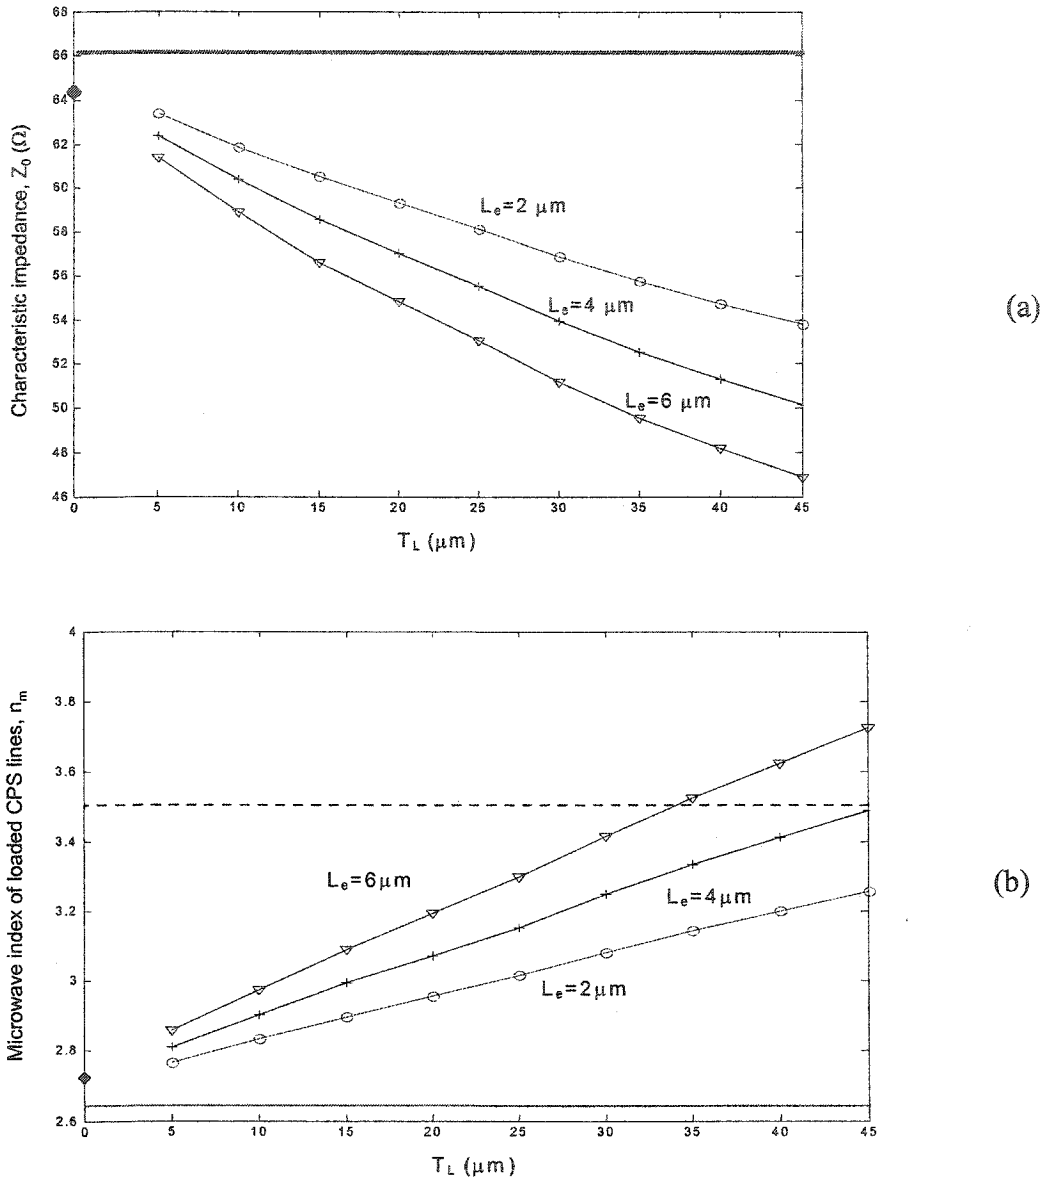 68
66
64
62
60
58
56
54
52
50
48
46
Characteristic impedance, Z₀ (Ω)
Lₑ=2 μm
Lₑ=4 μm
Lₑ=6 μm
0 5 10 15 20 25 30 35 40 45
T_L (μm)
(a)
4
3.8
3.6
3.4
3.2
3
2.8
2.6
Microwave index of loaded CPS lines, nₘ
Lₑ=6μm
Lₑ=4μm
Lₑ=2μm
0 5 10 15 20 25 30 35 40 45
T_L (μm)
(b)